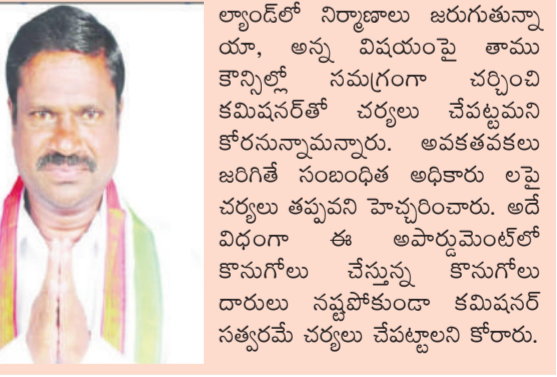 ల్యాండ్‌లో నిర్మాణాలు జరుగుతున్నా
యా, అన్న విషయంపై తాము
కౌన్సిల్లో సమగ్రంగా చర్చించి
కమిషనర్‌తో చర్యలు చేపట్టమని
కోరనున్నామన్నారు. అవకతవకలు
జరిగితే సంబంధిత అధికారు లపై
చర్యలు తప్పవని హెచ్చరించారు. అదే
విధంగా ఈ అపార్డుమెంట్‌లో
కొనుగోలు చేస్తున్న కొనుగోలు
దారులు నష్టపోకుండా కమిషనర్
సత్వరమే చర్యలు చేపట్టాలని కోరారు.